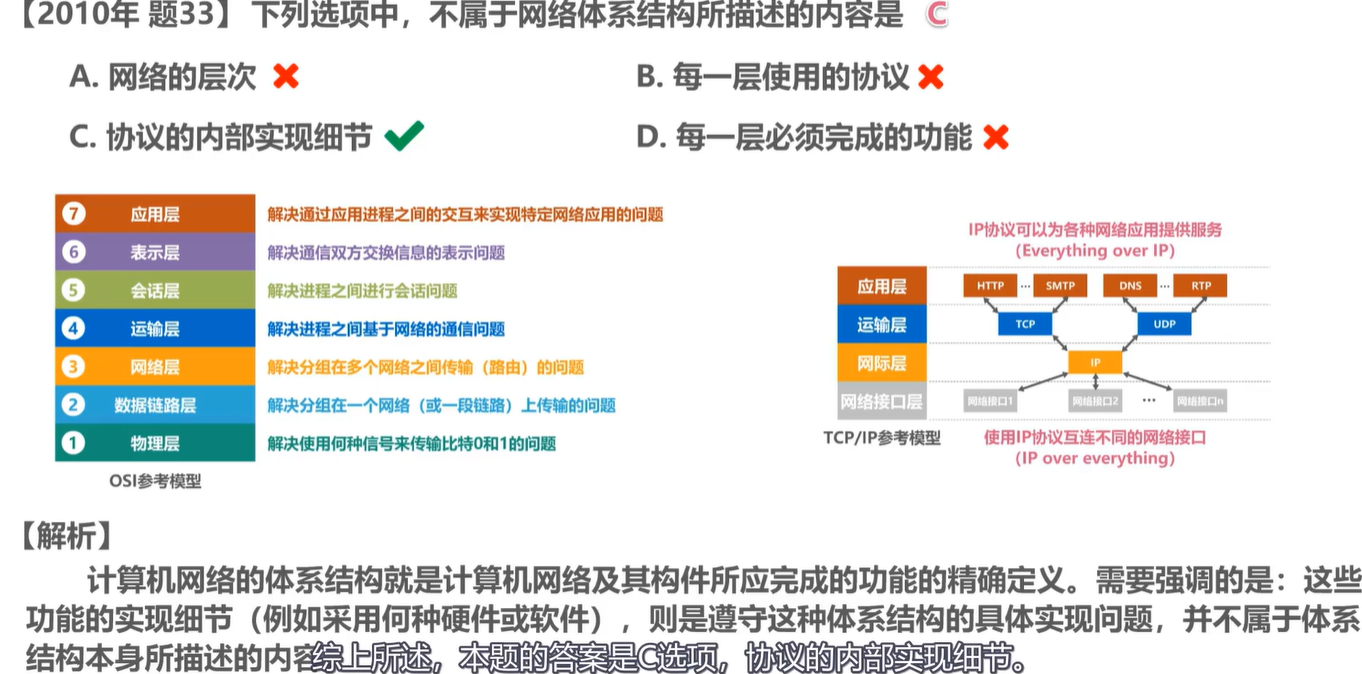 【2010年 题33】下列选项中，不属于网络体系结构所描述的内容是 C
A. 网络的层次
B. 每一层使用的协议
C. 协议的内部实现细节
D. 每一层必须完成的功能
7 应用层 解决通过应用进程之间的交互来实现特定网络应用的问题
6 表示层 解决通信双方交换信息的表示问题
5 会话层 解决进程之间进行会话问题
4 运输层 解决进程之间基于网络的通信问题
3 网络层 解决分组在多个网络之间传输（路由）的问题
2 数据链路层 解决分组在一个网络（或一段链路）上传输的问题
1 物理层 解决使用何种信号来传输比特0和1的问题
OSI参考模型
IP协议可以为各种网络应用提供服务
（Everything over IP）
应用层 HTTP ··· SMTP DNS ··· RTP
运输层 TCP UDP
网际层 IP
网络接口层 网络接口1 网络接口2 ··· 网络接口n
TCP/IP参考模型
使用IP协议互连不同的网络接口
（IP over everything）
【解析】
计算机网络的体系结构就是计算机网络及其构件所应完成的功能的精确定义。需要强调的是：这些
功能的实现细节（例如采用何种硬件或软件），则是遵守这种体系结构的具体实现问题，并不属于体系
结构本身所描述的内容
综上所述，本题的答案是C选项，协议的内部实现细节。